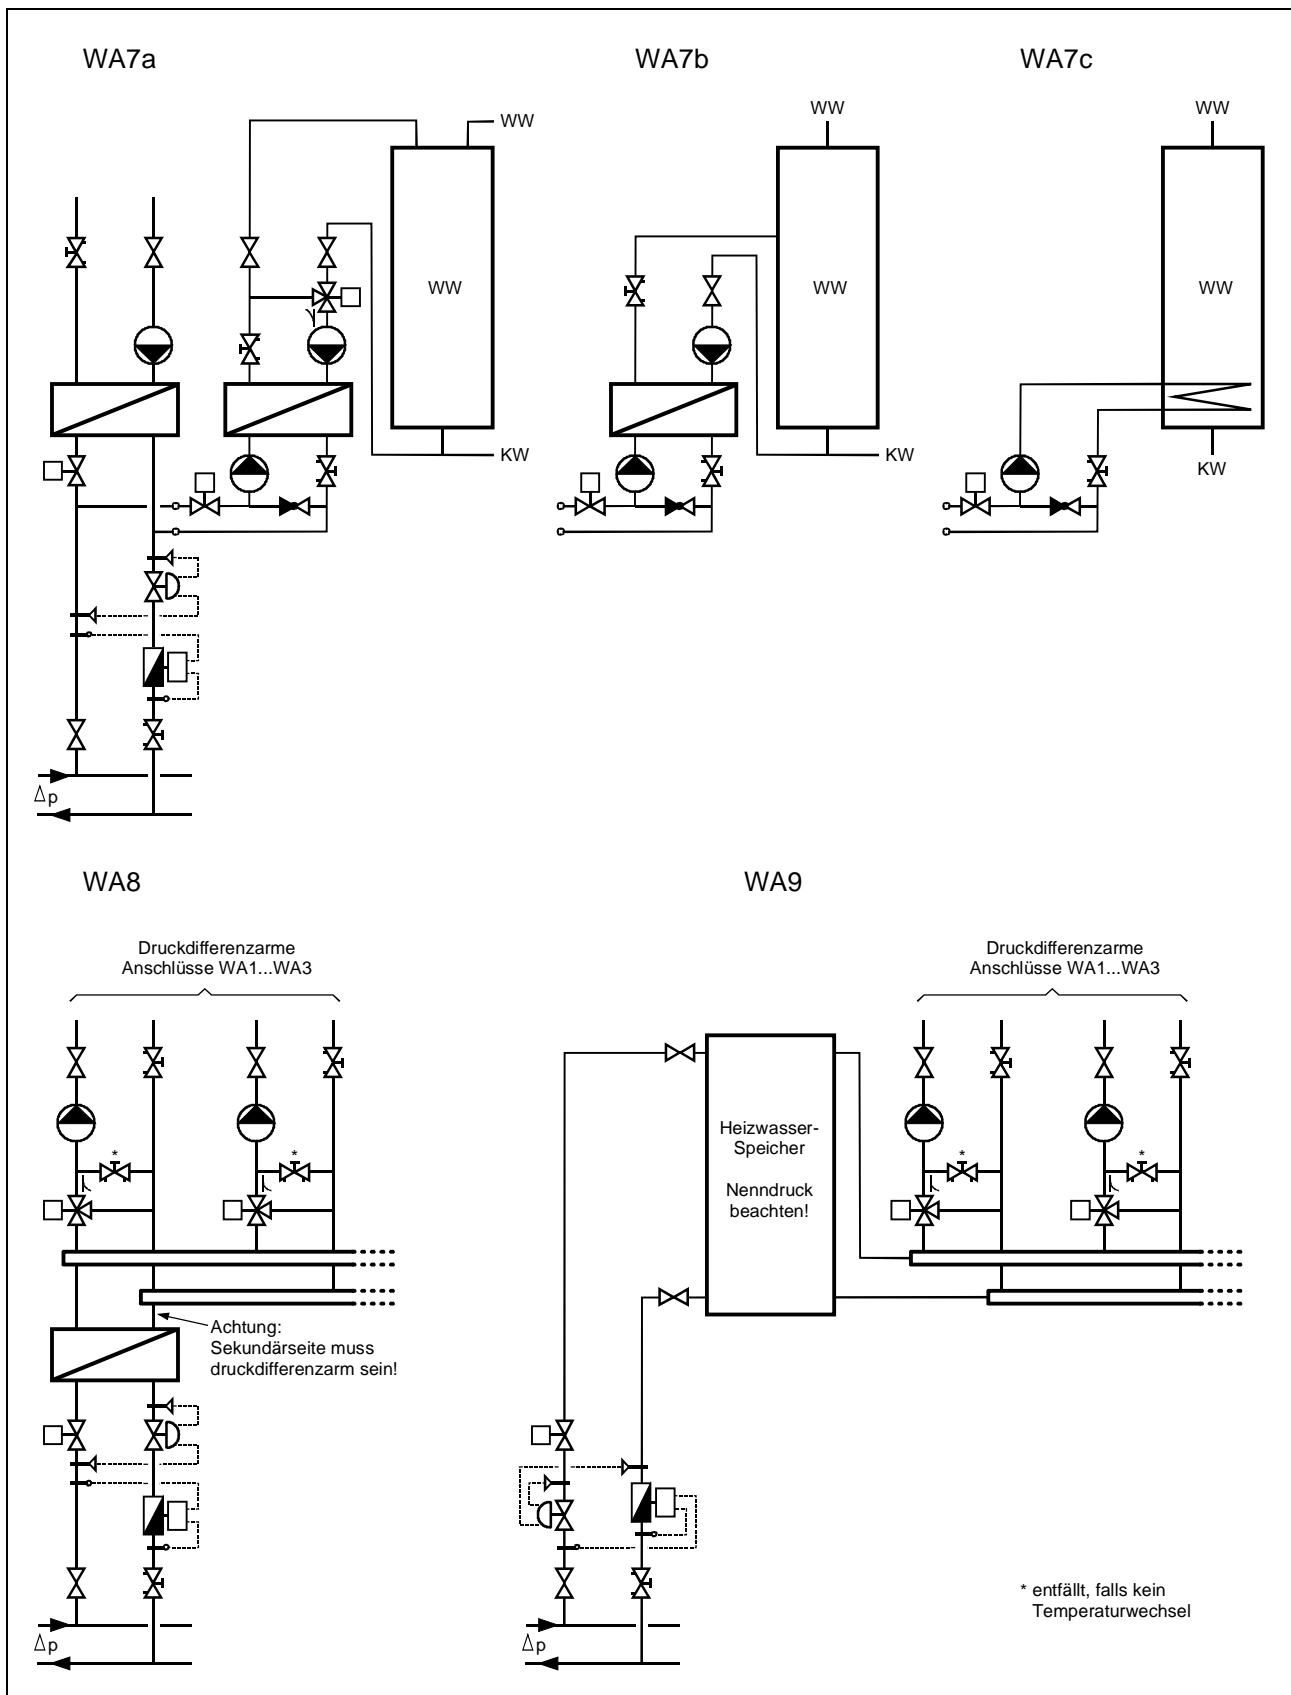 WA7a
WA7b
WA7c
WW
WW
WW
WW
WW
WW
KW
KW
KW
Δp
WA8
WA9
Druckdifferenzarme
Anschlüsse WA1...WA3
Druckdifferenzarme
Anschlüsse WA1...WA3
*
*
*
*
Heizwasser-
Speicher
Nenndruck
beachten!
Achtung:
Sekundärseite muss
druckdifferenzarm sein!
* entfällt, falls kein
Temperaturwechsel
Δp
Δp